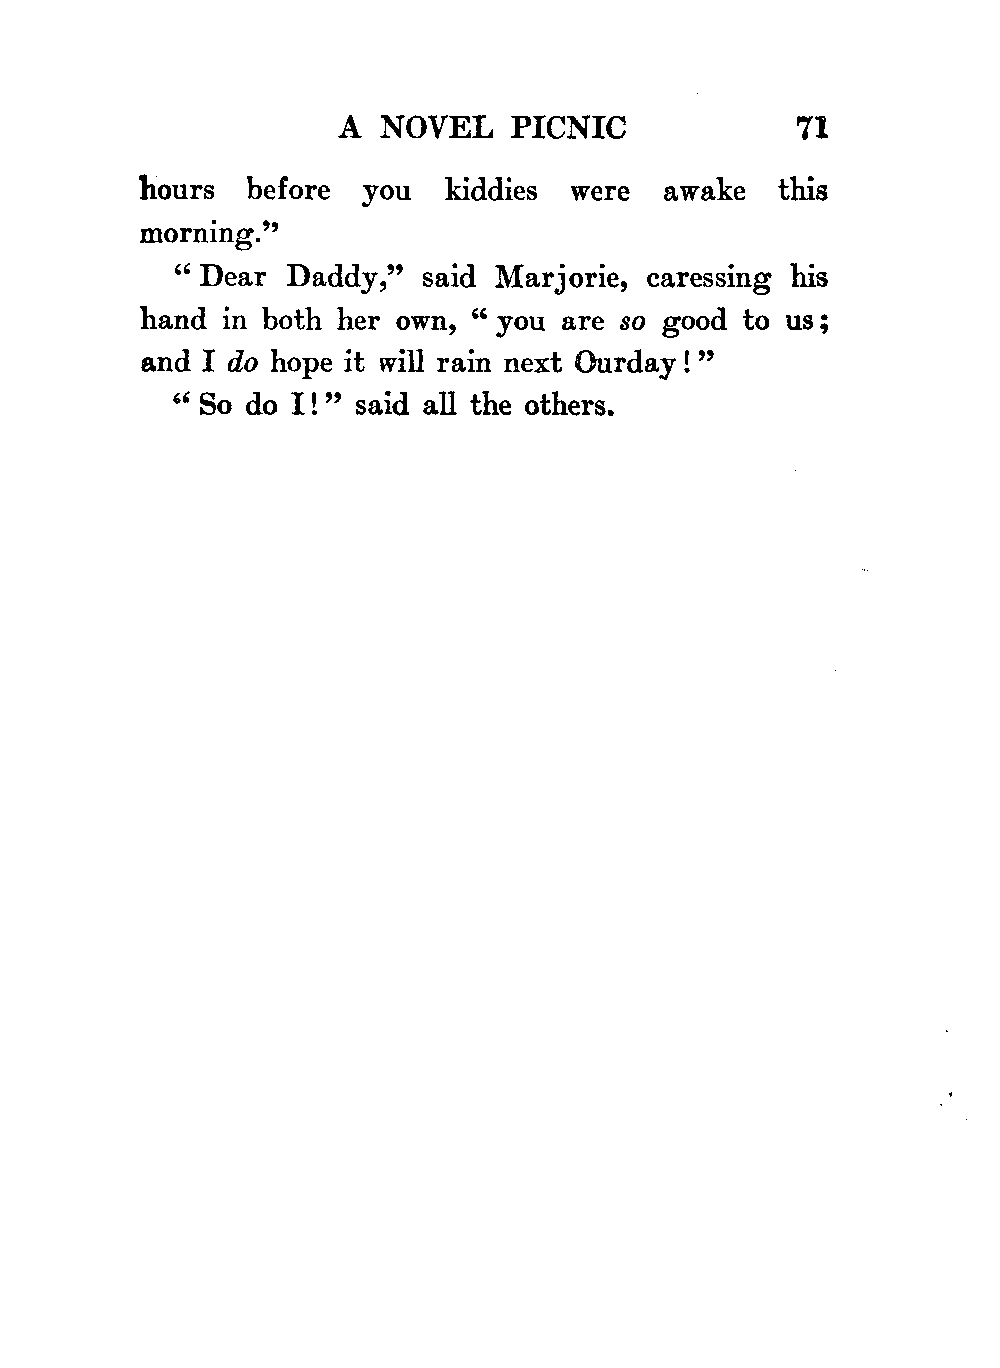 A NOVEL PICNIC 71
hours before you kiddies were awake this
morning.”
“Dear Daddy,” said Marjorie, caressing his
hand in both her own, “you are so good to us;
and I do hope it will rain next Ourday!”
“So do I!” said all the others.